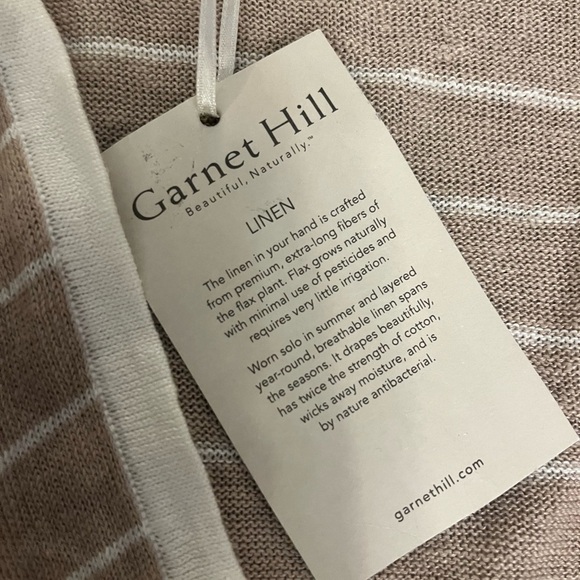 Garnet Hill
Beautiful, Naturally.™
LINEN
The linen in your hand is crafted
from premium, extra-long fibers of
the flax plant. Flax grows naturally
with minimal use of pesticides and
requires very little irrigation.
Worn solo in summer and layered
year-round, breathable linen spans
the seasons. It drapes beautifully,
has twice the strength of cotton,
wicks away moisture, and is
by nature antibacterial.
garnethill.com